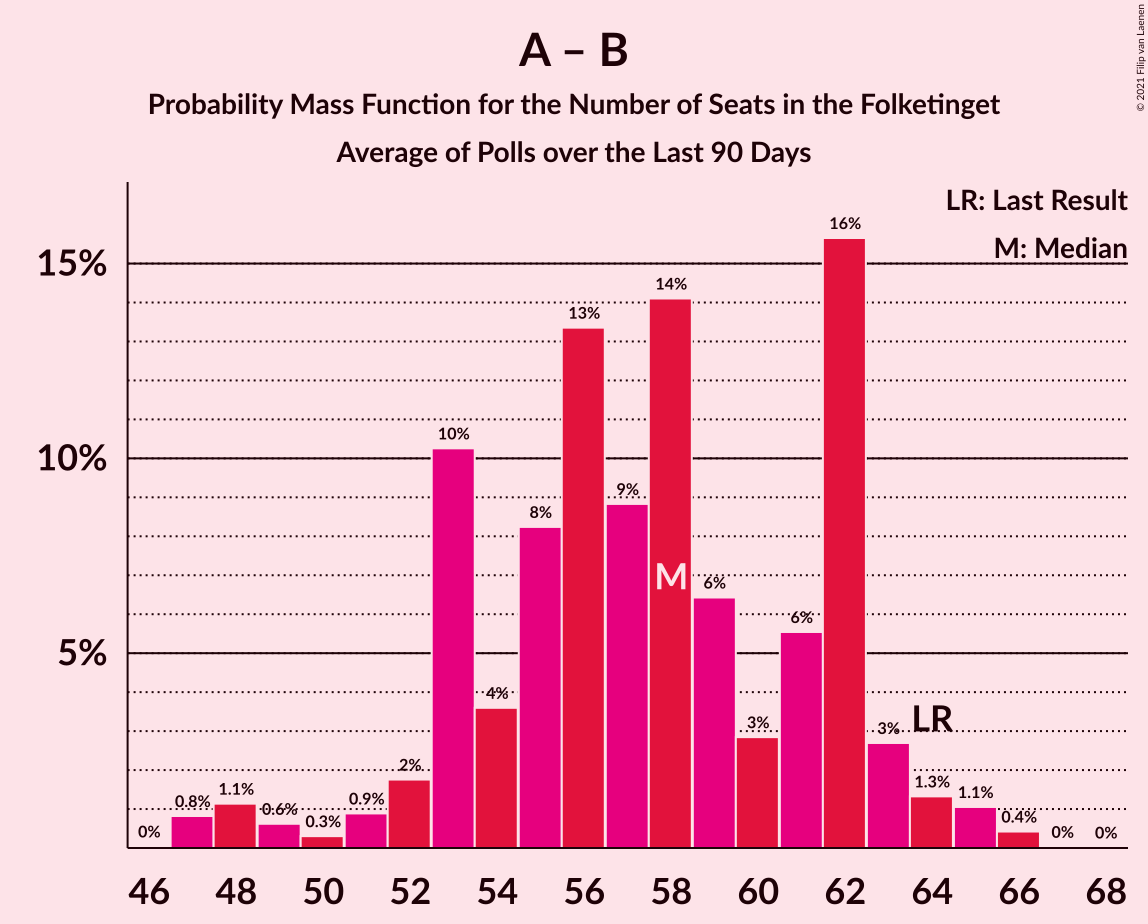 A – B
Probability Mass Function for the Number of Seats in the Folketinget
Average of Polls over the Last 90 Days
© 2021 Filip van Laenen
LR: Last Result
M: Median
15%
10%
5%
0%
0.8%
1.1%
0.6%
0.3%
0.9%
2%
10%
4%
8%
13%
9%
14%
M
6%
3%
6%
16%
3%
LR
1.3%
1.1%
0.4%
0%
0%
46 48 50 52 54 56 58 60 62 64 66 68